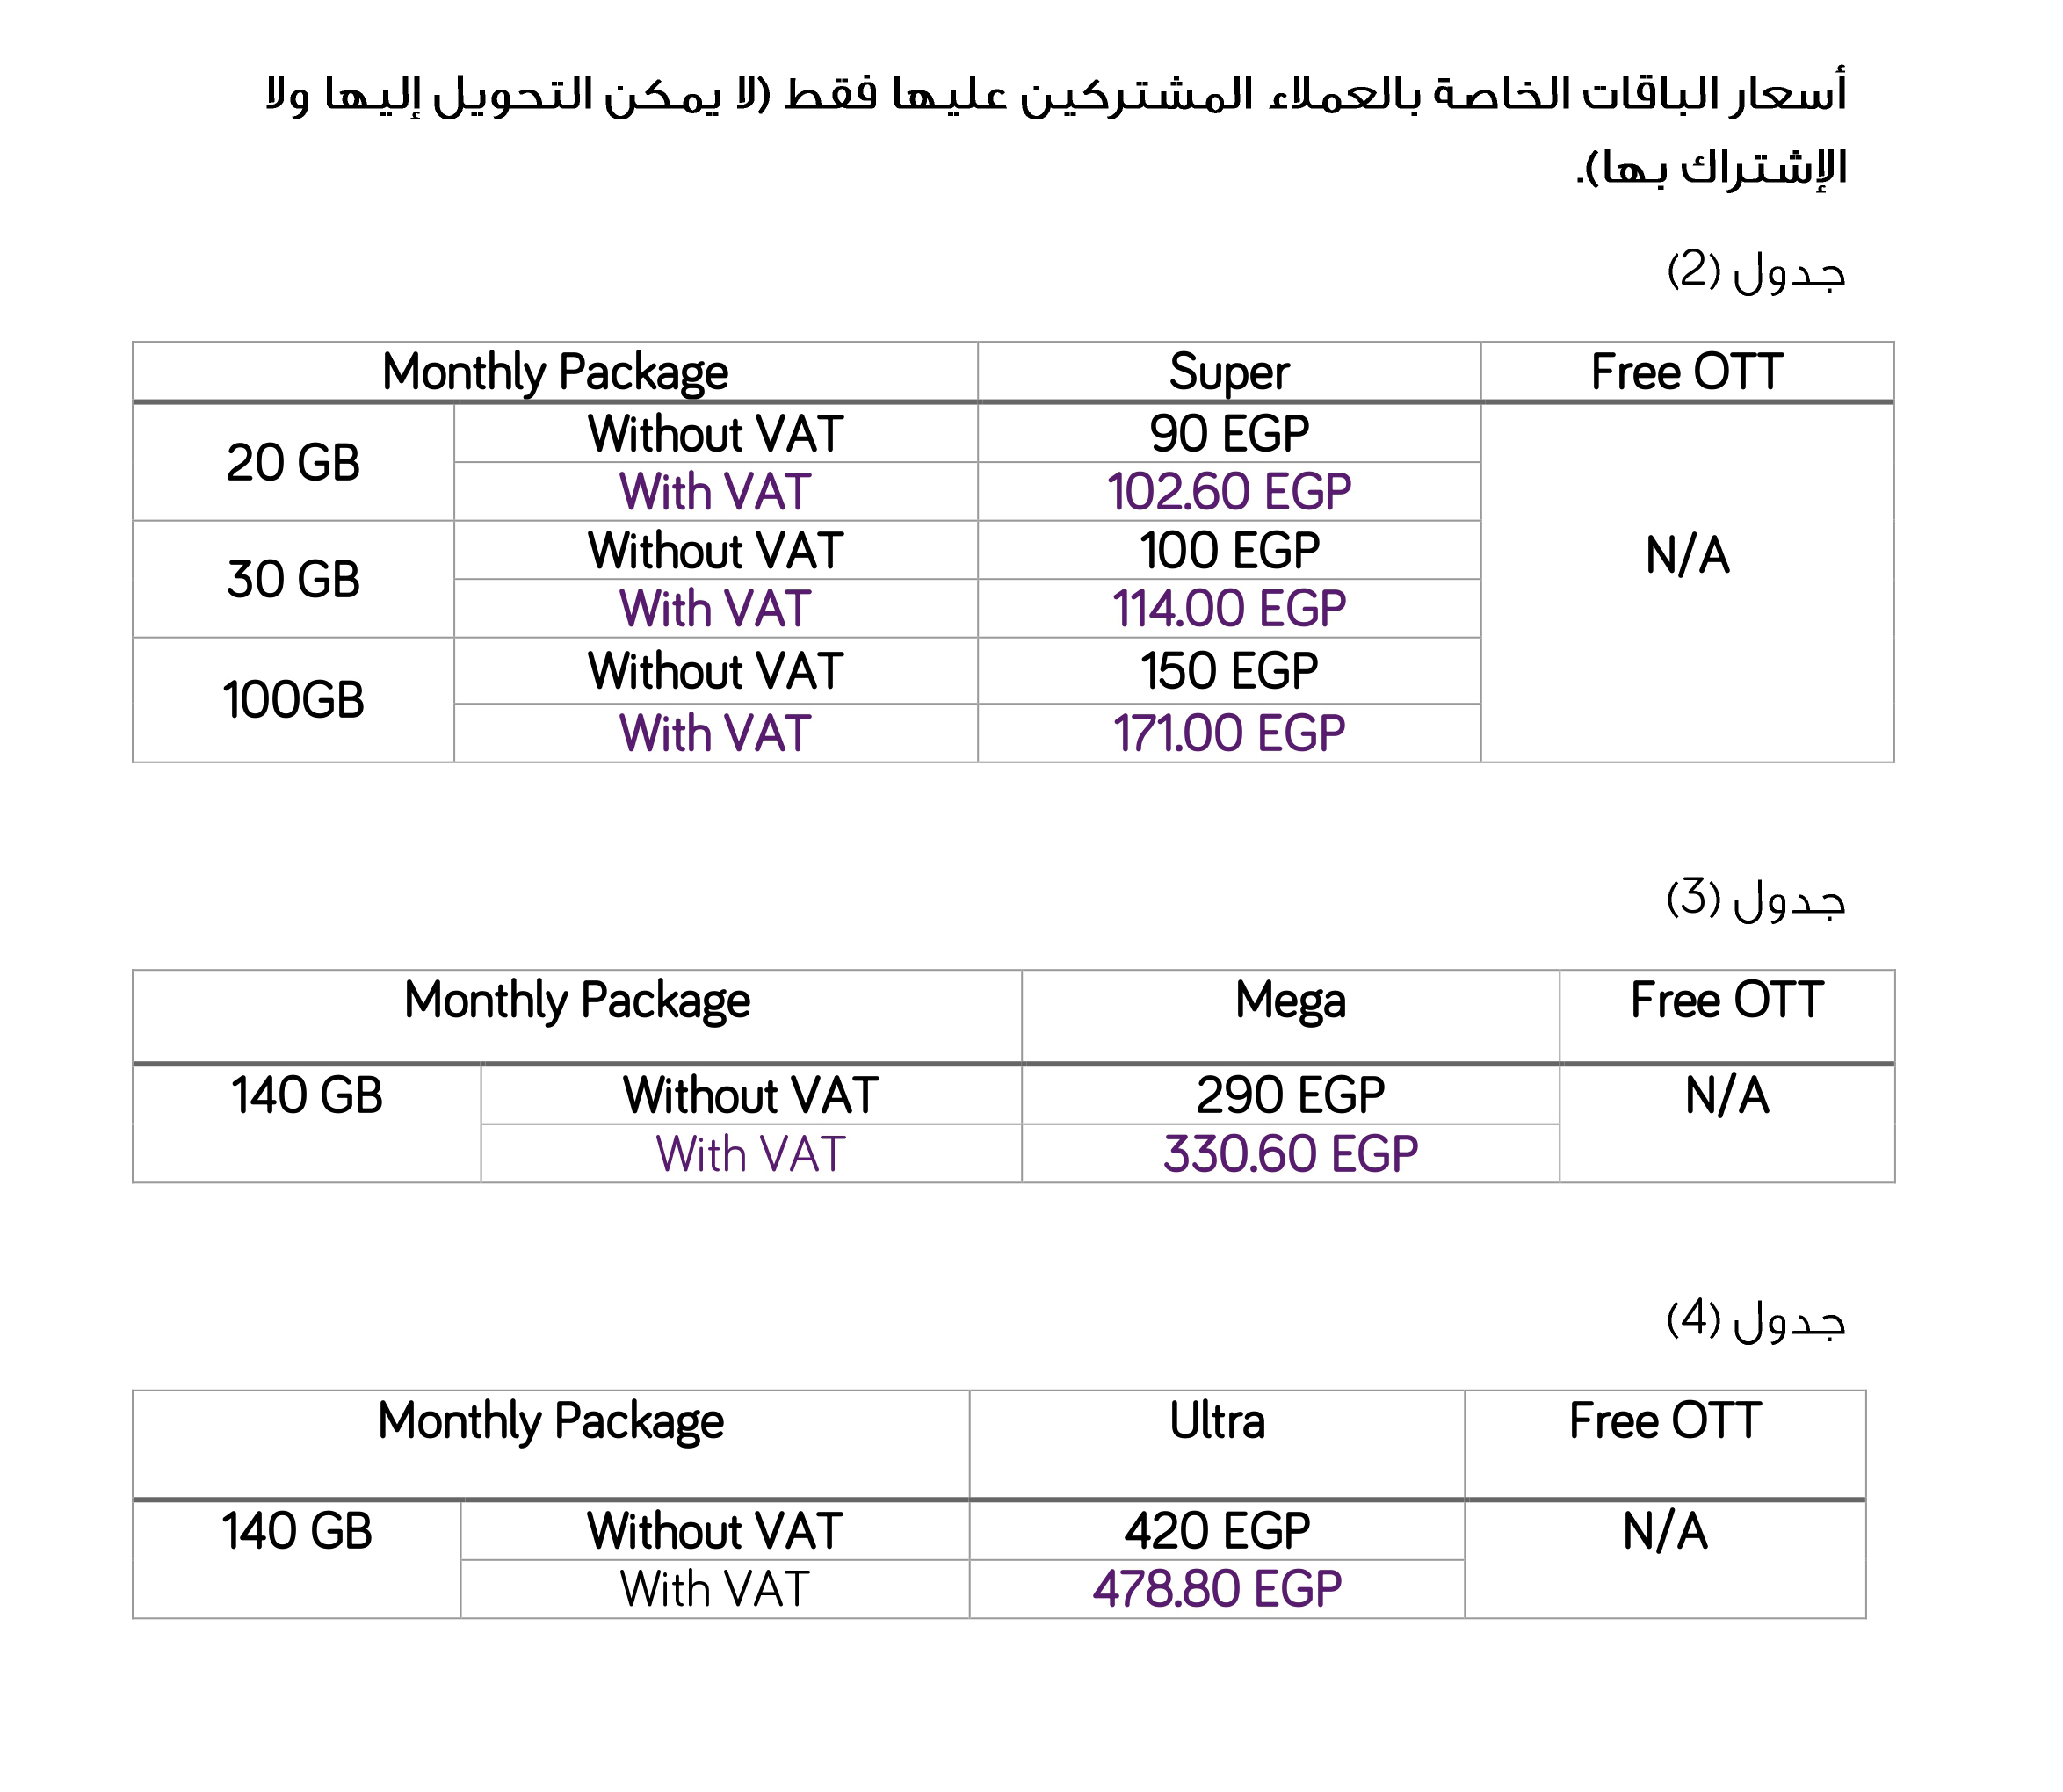 أسعار الباقات الخاصة بالعملاء المشتركين عليها فقط (لا يمكن التحويل إليها ولا
الإشتراك بها).
جدول (2)
Monthly Package Super Free OTT
20 GB Without VAT 90 EGP N/A
With VAT 102.60 EGP
30 GB Without VAT 100 EGP
With VAT 114.00 EGP
100GB Without VAT 150 EGP
With VAT 171.00 EGP
جدول (3)
Monthly Package Mega Free OTT
140 GB Without VAT 290 EGP N/A
With VAT 330.60 EGP
جدول (4)
Monthly Package Ultra Free OTT
140 GB Without VAT 420 EGP N/A
With VAT 478.80 EGP